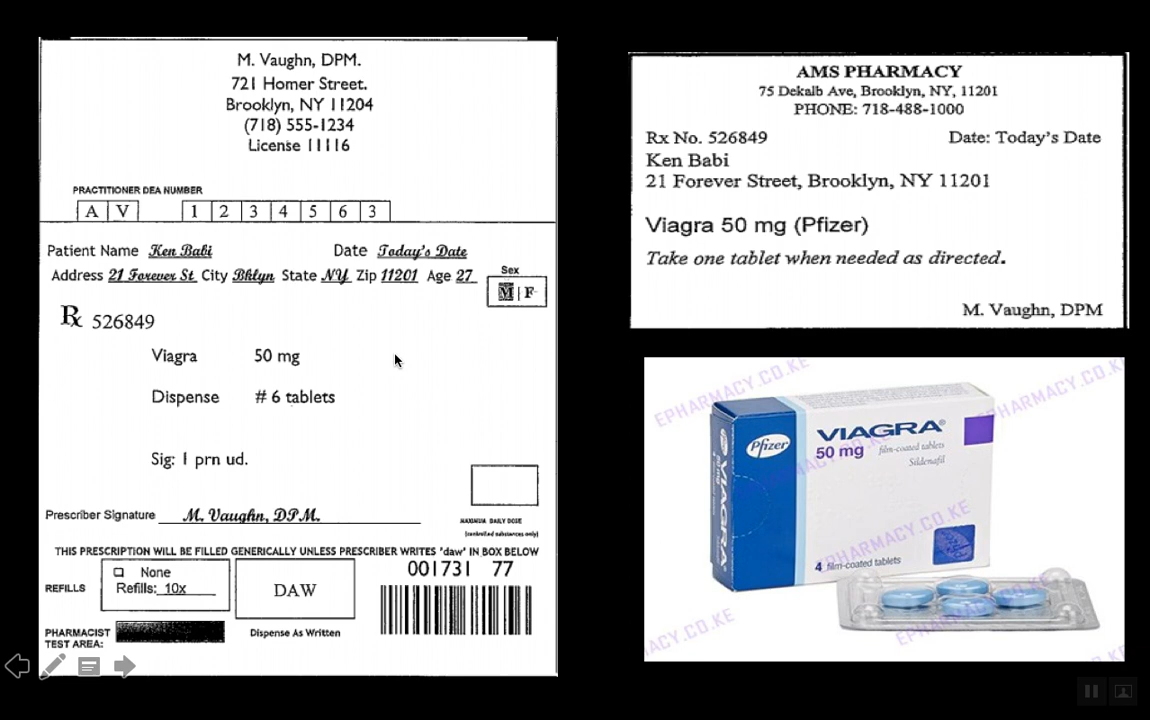 M. Vaughn, DPM.
721 Homer Street.
Brooklyn, NY 11204
(718) 555-1234
License 11116
PRACTITIONER DEA NUMBER
A V 1 2 3 4 5 6 3
Patient Name Ken Babi Date Today's Date
Address 21 Forever St City Bklyn State NY Zip 11201 Age 27
Sex
M | F
Rx 526849
Viagra 50 mg
Dispense # 6 tablets
Sig: 1 prn ud.
Prescriber Signature M. Vaughn, D.P.M.
MAXIMUM DAILY DOSE
(controlled substances only)
THIS PRESCRIPTION WILL BE FILLED GENERICALLY UNLESS PRESCRIBER WRITES 'daw' IN BOX BELOW
REFILLS
None
Refills: 10x
DAW
Dispense As Written
001731 77
PHARMACIST
TEST AREA:
AMS PHARMACY
75 Dekalb Ave, Brooklyn, NY, 11201
PHONE: 718-488-1000
Rx No. 526849 Date: Today's Date
Ken Babi
21 Forever Street, Brooklyn, NY 11201
Viagra 50 mg (Pfizer)
Take one tablet when needed as directed.
M. Vaughn, DPM
EPHARMACY.CO.KE
Pfizer
VIAGRA®
50 mg film-coated tablets
Sildenafil
4 film-coated tablets
VIAGRA